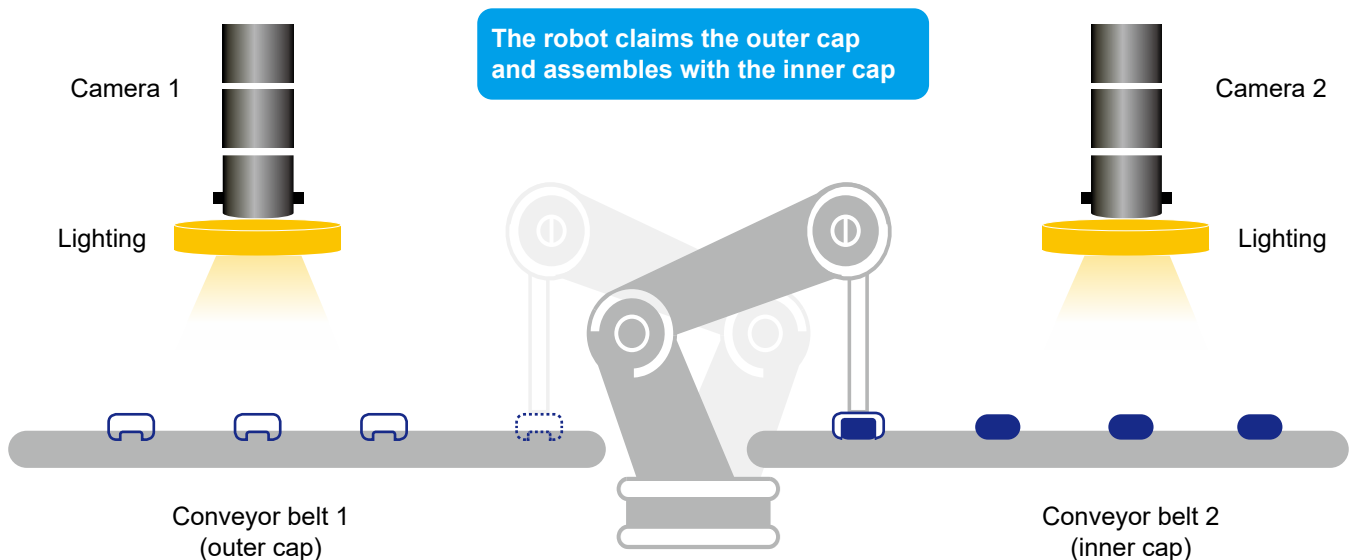 The robot claims the outer cap
and assembles with the inner cap
Camera 1
Camera 2
Lighting
Lighting
Conveyor belt 1
(outer cap)
Conveyor belt 2
(inner cap)